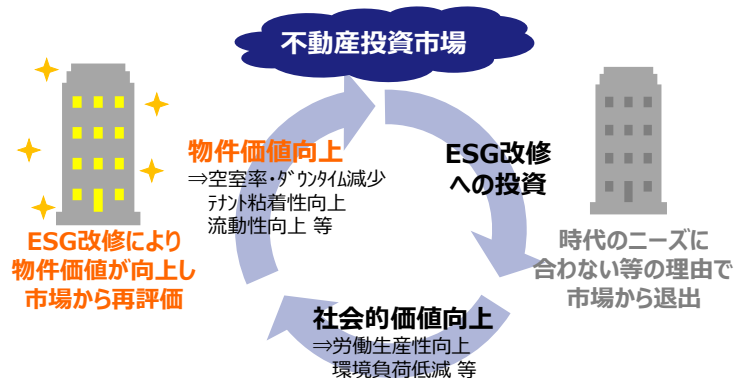 不動産投資市場
物件価値向上
⇒空室率・ダウンタイム減少
テナント粘着性向上
流動性向上 等
ESG改修
への投資
ESG改修により
物件価値が向上し
市場から再評価
時代のニーズに
合わない等の理由で
市場から退出
社会的価値向上
⇒労働生産性向上
環境負荷低減 等